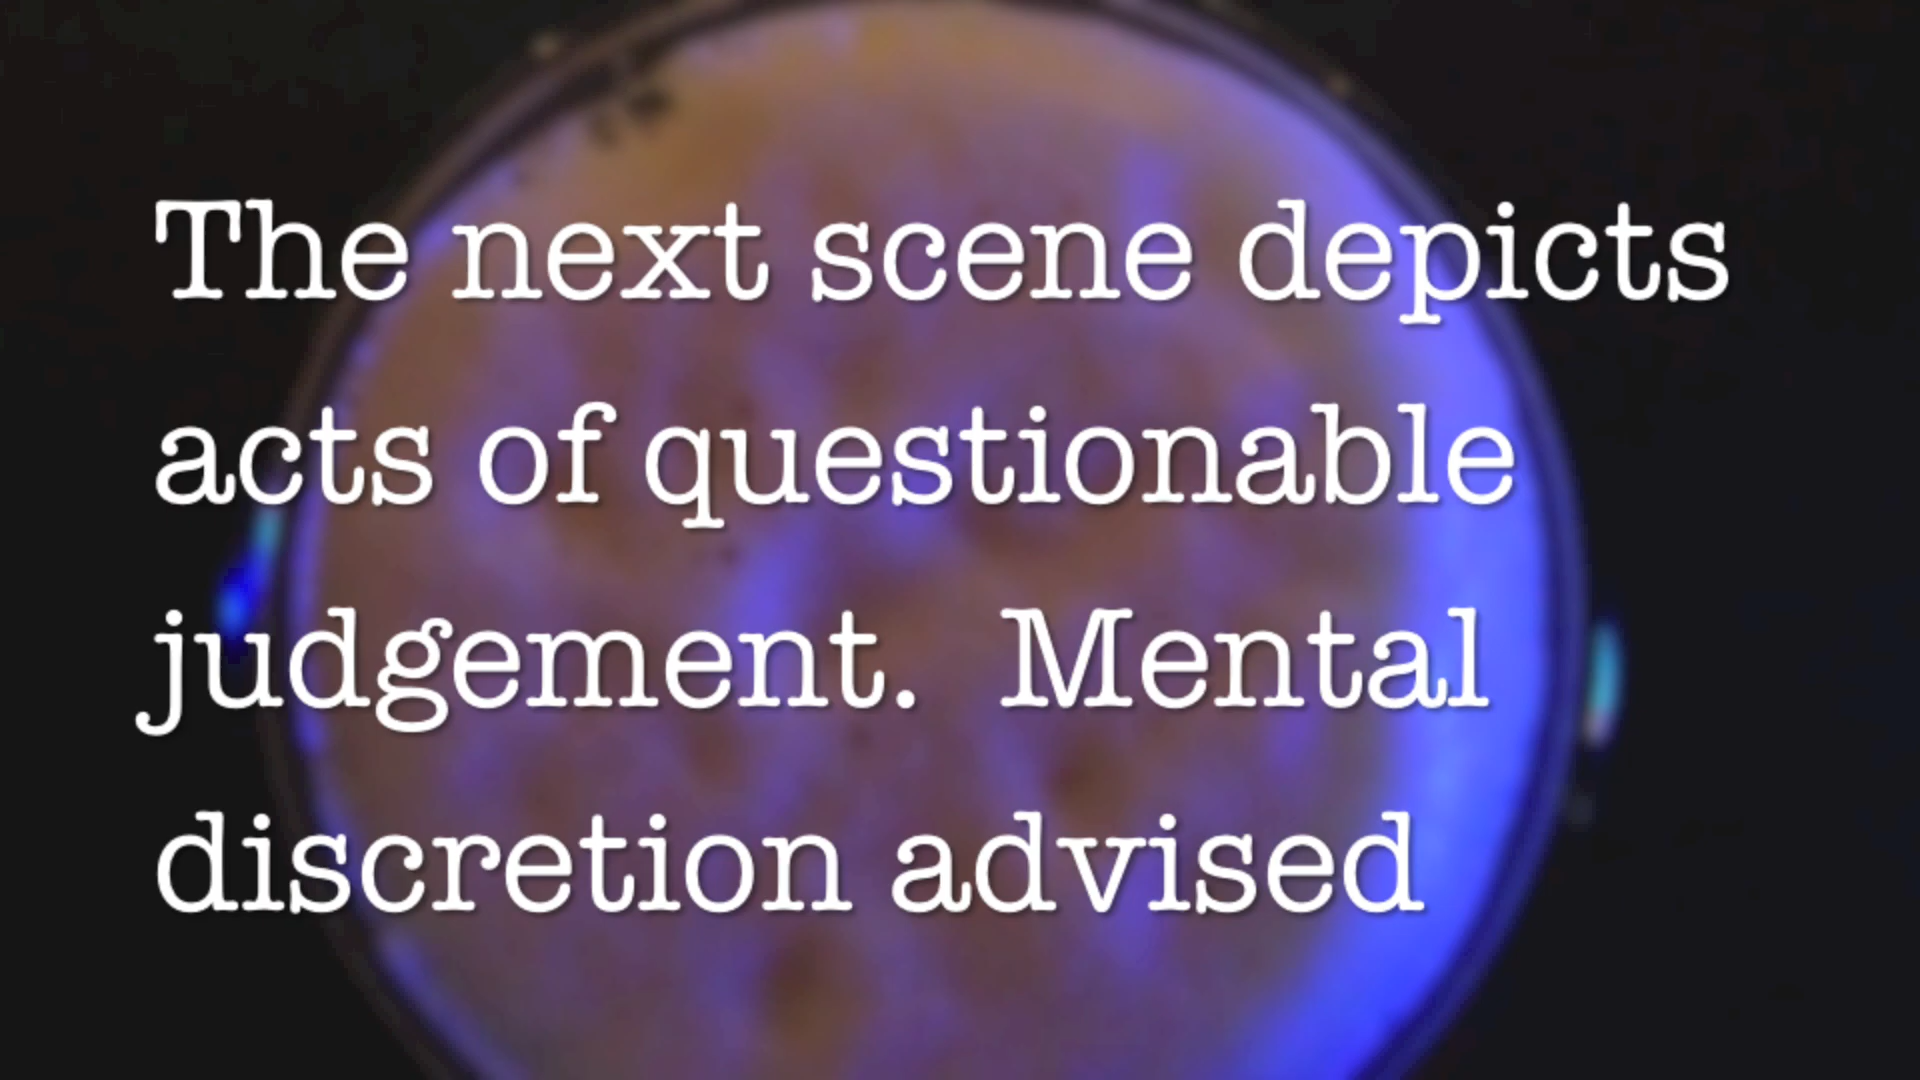 The next scene depicts
acts of questionable
judgement.  Mental
discretion advised